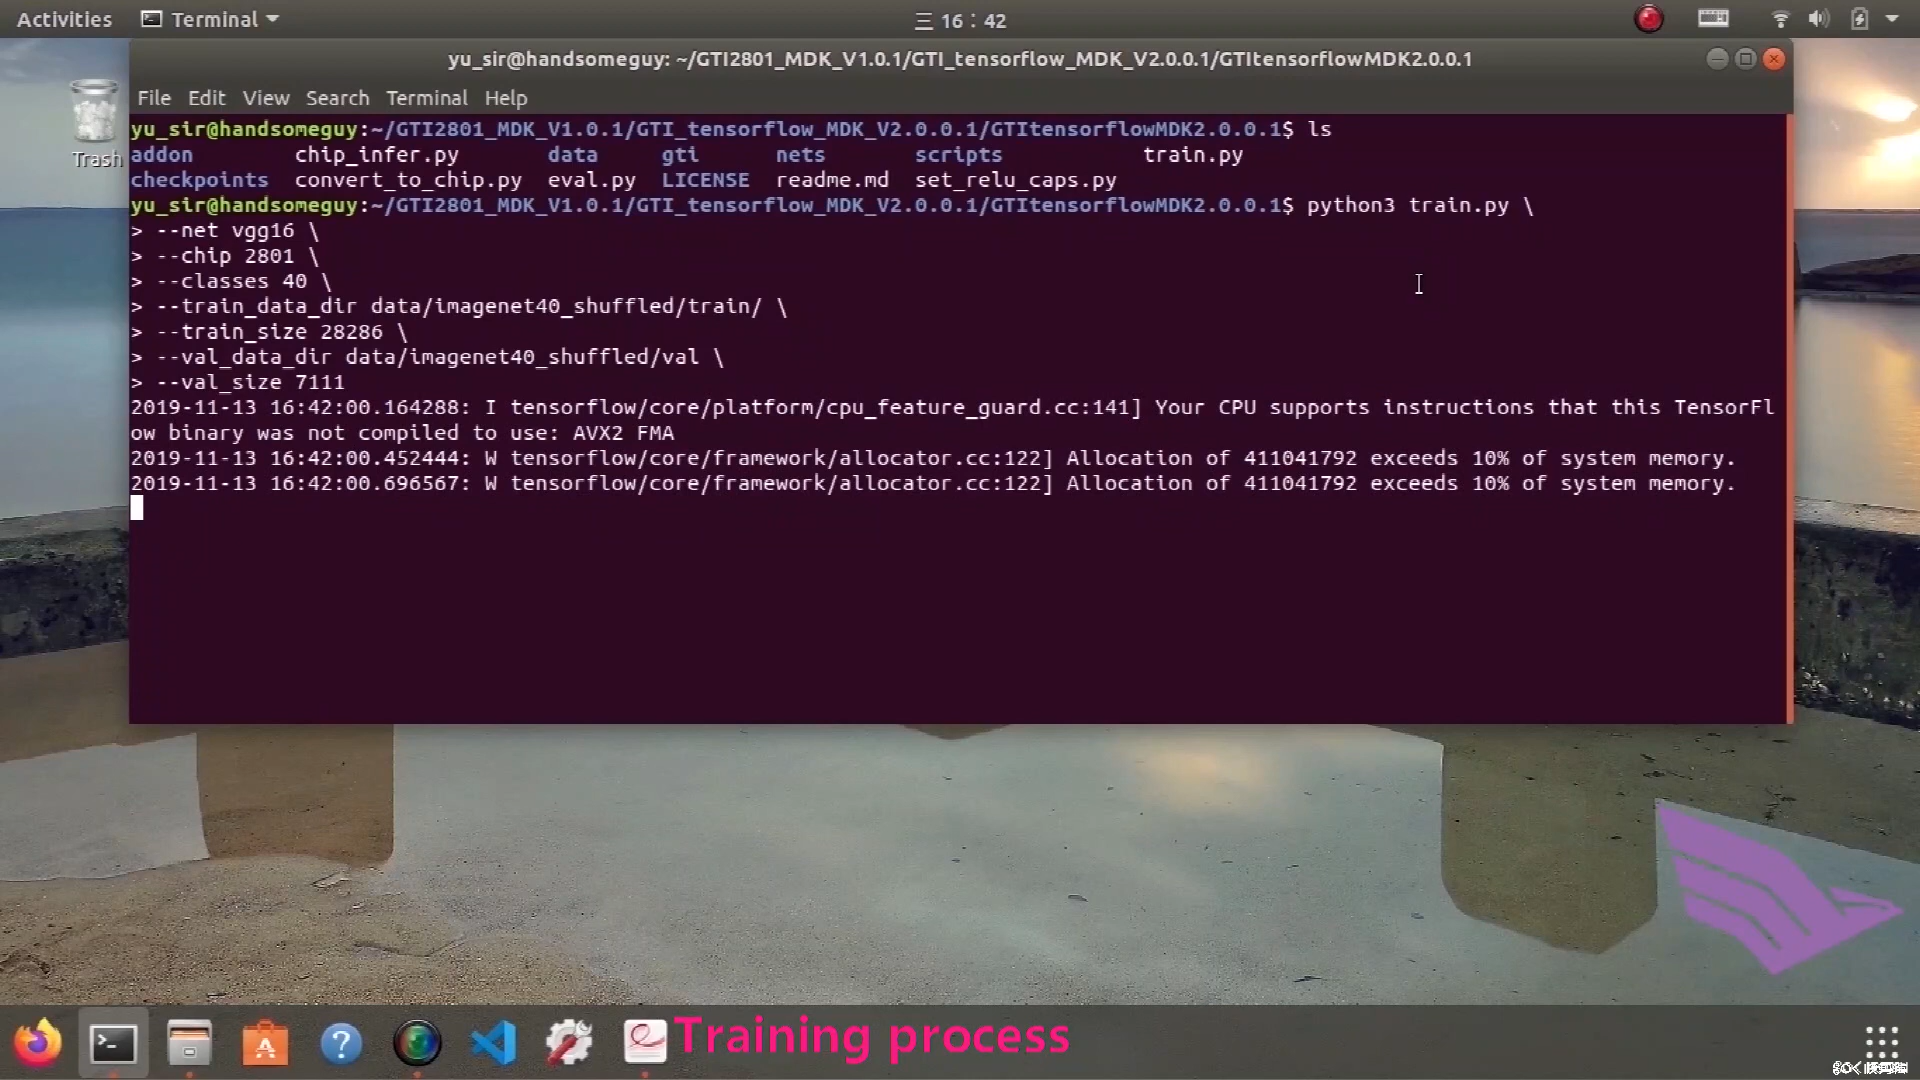 Activities
Terminal
三 16：42
yu_sir@handsomeguy: ~/GTI2801_MDK_V1.0.1/GTI_tensorflow_MDK_V2.0.0.1/GTItensorflowMDK2.0.0.1
File Edit View Search Terminal Help
Trash
yu_sir@handsomeguy:~/GTI2801_MDK_V1.0.1/GTI_tensorflow_MDK_V2.0.0.1/GTItensorflowMDK2.0.0.1$ ls
addon chip_infer.py data gti nets scripts train.py
checkpoints convert_to_chip.py eval.py LICENSE readme.md set_relu_caps.py
yu_sir@handsomeguy:~/GTI2801_MDK_V1.0.1/GTI_tensorflow_MDK_V2.0.0.1/GTItensorflowMDK2.0.0.1$ python3 train.py \
> --net vgg16 \
> --chip 2801 \
> --classes 40 \
> --train_data_dir data/imagenet40_shuffled/train/ \
> --train_size 28286 \
> --val_data_dir data/imagenet40_shuffled/val \
> --val_size 7111
2019-11-13 16:42:00.164288: I tensorflow/core/platform/cpu_feature_guard.cc:141] Your CPU supports instructions that this TensorFl
ow binary was not compiled to use: AVX2 FMA
2019-11-13 16:42:00.452444: W tensorflow/core/framework/allocator.cc:122] Allocation of 411041792 exceeds 10% of system memory.
2019-11-13 16:42:00.696567: W tensorflow/core/framework/allocator.cc:122] Allocation of 411041792 exceeds 10% of system memory.
Training process